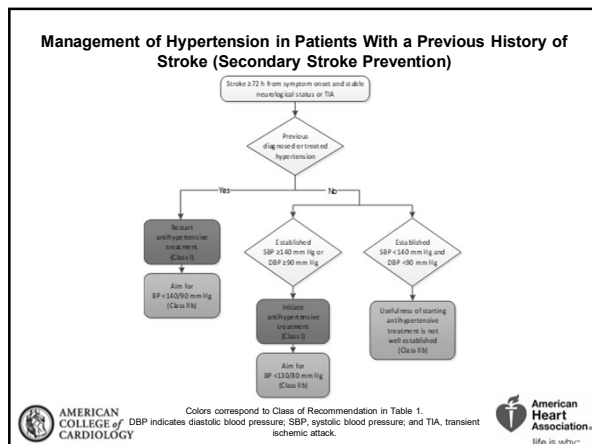 Management of Hypertension in Patients With a Previous History of
Stroke (Secondary Stroke Prevention)
Stroke ≥72 h from symptom onset and stable
neurological status or TIA
Previous
diagnosed or treated
hypertension
Yes
No
Restart
antihypertensive
treatment
(Class I)
Aim for
BP <140/90 mm Hg
(Class IIb)
Established
SBP ≥140 mm Hg or
DBP ≥90 mm Hg
Initiate
antihypertensive
treatment
(Class I)
Aim for
BP <130/80 mm Hg
(Class IIb)
Established
SBP <140 mm Hg and
DBP <90 mm Hg
Usefulness of starting
antihypertensive
treatment is not
well established
(Class IIb)
Colors correspond to Class of Recommendation in Table 1.
DBP indicates diastolic blood pressure; SBP, systolic blood pressure; and TIA, transient
ischemic attack.
AMERICAN
COLLEGE of
CARDIOLOGY
American
Heart
Association®
life is why™